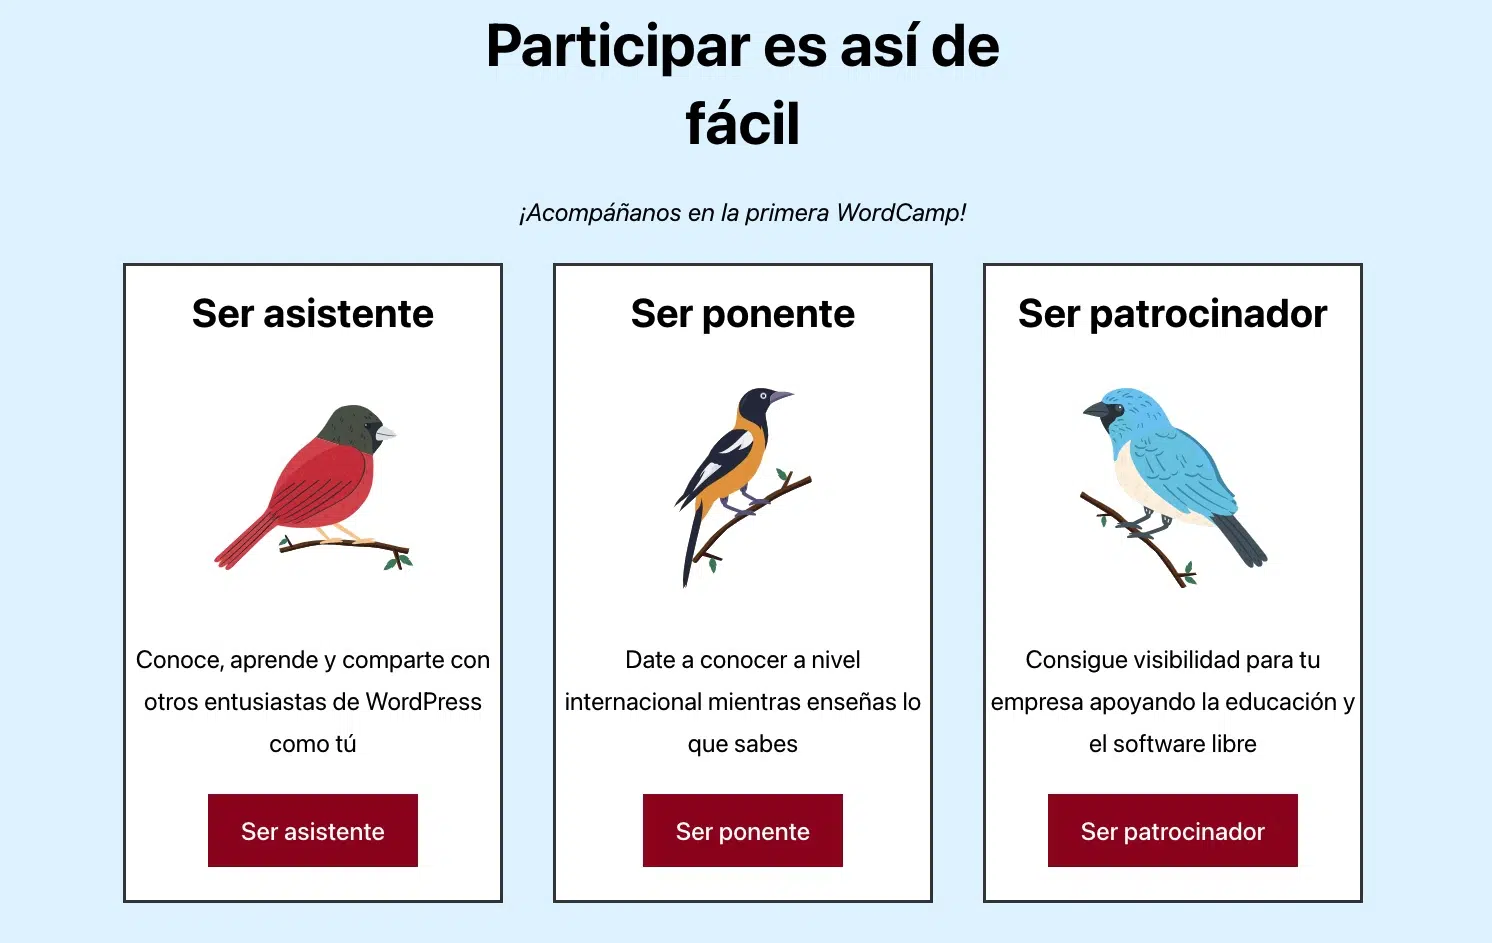 Participar es así de
fácil
¡Acompáñanos en la primera WordCamp!
Ser asistente
Conoce, aprende y comparte con
otros entusiastas de WordPress
como tú
Ser asistente
Ser ponente
Date a conocer a nivel
internacional mientras enseñas lo
que sabes
Ser ponente
Ser patrocinador
Consigue visibilidad para tu
empresa apoyando la educación y
el software libre
Ser patrocinador